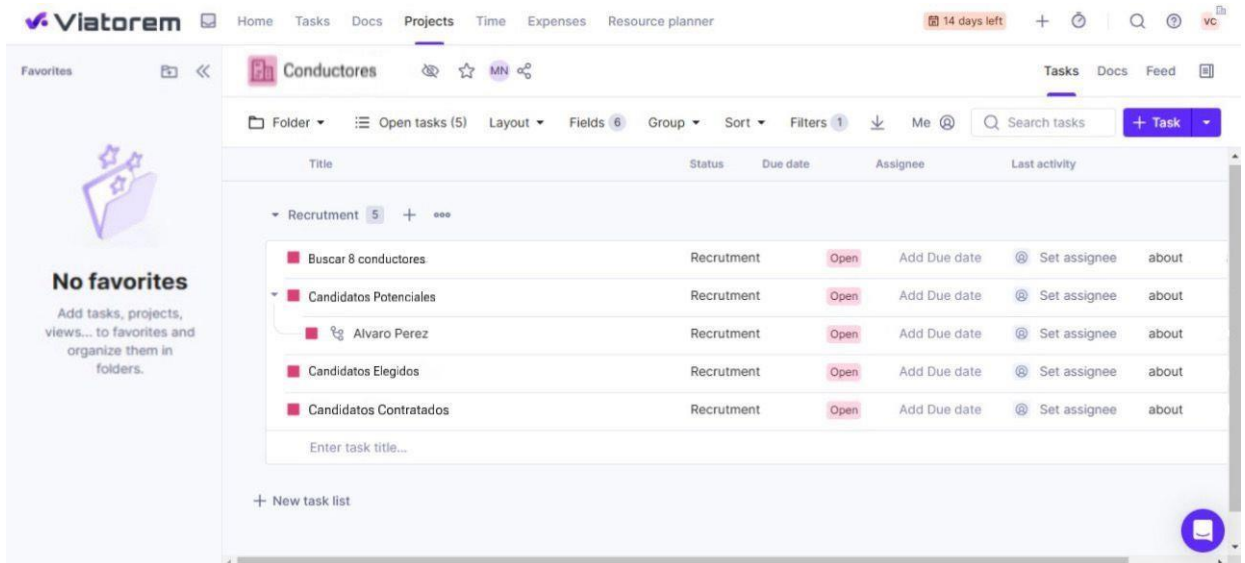 Viatorem Home Tasks Docs Projects Time Expenses Resource planner 14 days left VC
Favorites
Conductores MN Tasks Docs Feed
Folder Open tasks (5) Layout Fields 6 Group Sort Filters 1 Me Search tasks + Task
Title Status Due date Assignee Last activity
Recrutment 5 +
Buscar 8 conductores Recrutment Open Add Due date Set assignee about
Candidatos Potenciales Recrutment Open Add Due date Set assignee about
Alvaro Perez Recrutment Open Add Due date Set assignee about
Candidatos Elegidos Recrutment Open Add Due date Set assignee about
Candidatos Contratados Recrutment Open Add Due date Set assignee about
Enter task title...
+ New task list
No favorites
Add tasks, projects,
views... to favorites and
organize them in
folders.